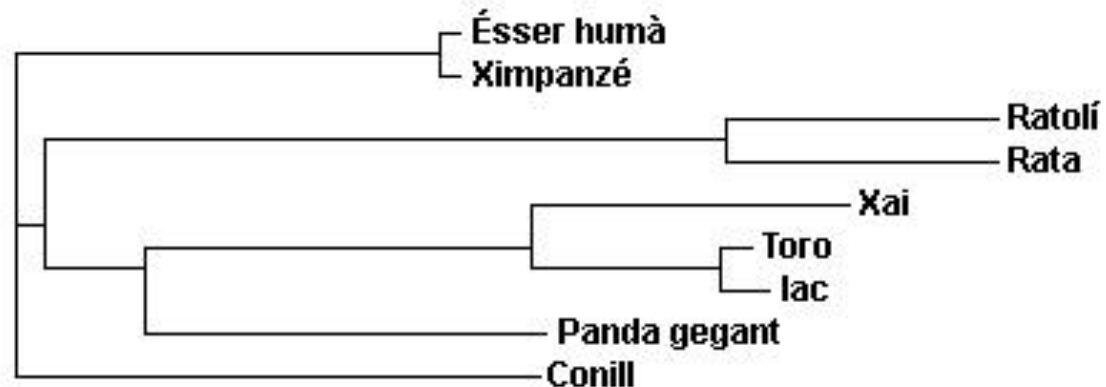 Ésser humà
Ximpanzé
Ratolí
Rata
Xai
Toro
Iac
Panda gegant
Conill